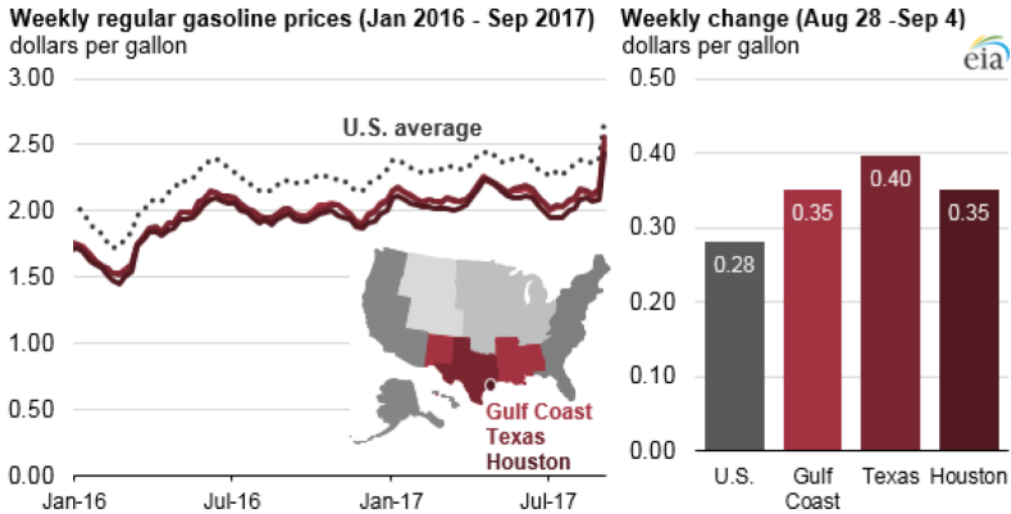 Weekly regular gasoline prices (Jan 2016 - Sep 2017)
dollars per gallon
3.00
2.50
2.00
1.50
1.00
0.50
0.00
U.S. average
Gulf Coast
Texas
Houston
Jan-16 Jul-16 Jan-17 Jul-17
Weekly change (Aug 28 -Sep 4)
dollars per gallon
eia
0.50
0.40
0.30
0.20
0.10
0.00
0.28
0.35
0.40
0.35
U.S. Gulf Texas Houston
Coast